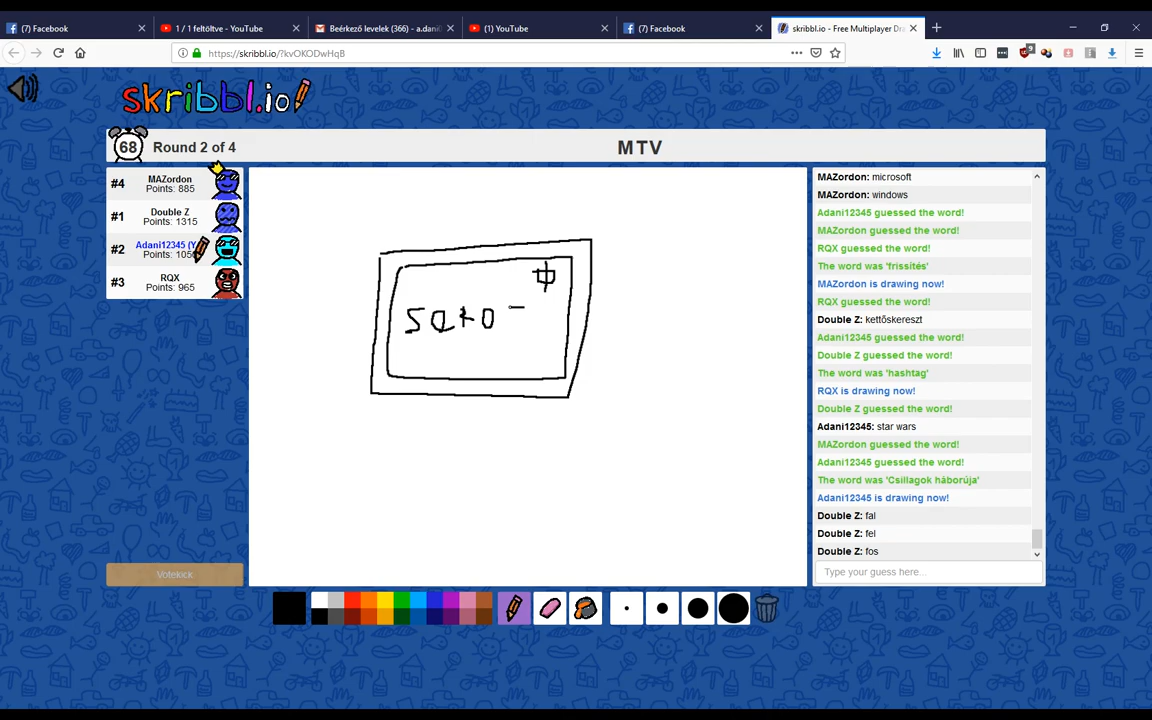 (7) Facebook
1 / 1 feltöltve - YouTube
Beérkező levelek (366) - a.dani
(1) YouTube
(7) Facebook
skribbl.io - Free Multiplayer Dra
https://skribbl.io/?kvOKODwHqB
9
skribbl.io
68
Round 2 of 4
MTV
#4
MAZordon
Points: 885
#1
Double Z
Points: 1315
#2
Adani12345 (Y
Points: 1050
#3
RQX
Points: 965
Votekick
MAZordon: microsoft
MAZordon: windows
Adani12345 guessed the word!
MAZordon guessed the word!
RQX guessed the word!
The word was 'frissítés'
MAZordon is drawing now!
RQX guessed the word!
Double Z: kettőskereszt
Adani12345 guessed the word!
Double Z guessed the word!
The word was 'hashtag'
RQX is drawing now!
Double Z guessed the word!
Adani12345: star wars
MAZordon guessed the word!
Adani12345 guessed the word!
The word was 'Csillagok háborúja'
Adani12345 is drawing now!
Double Z: fal
Double Z: fel
Double Z: fos
Type your guess here...